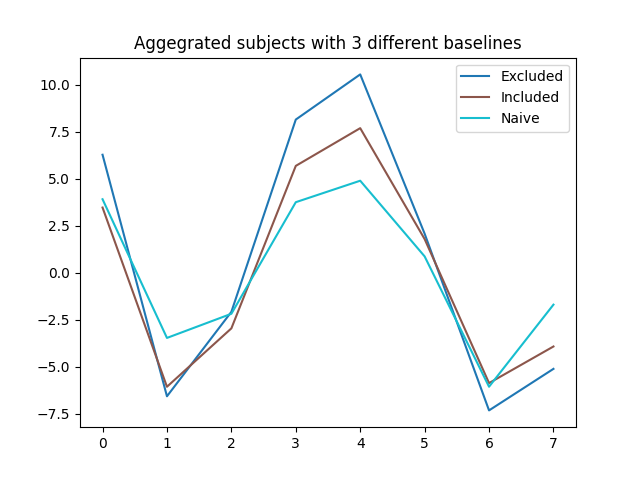 Aggegrated subjects with 3 different baselines
Excluded
Included
Naive
10.0
7.5
5.0
2.5
0.0
−2.5
−5.0
−7.5
0 1 2 3 4 5 6 7